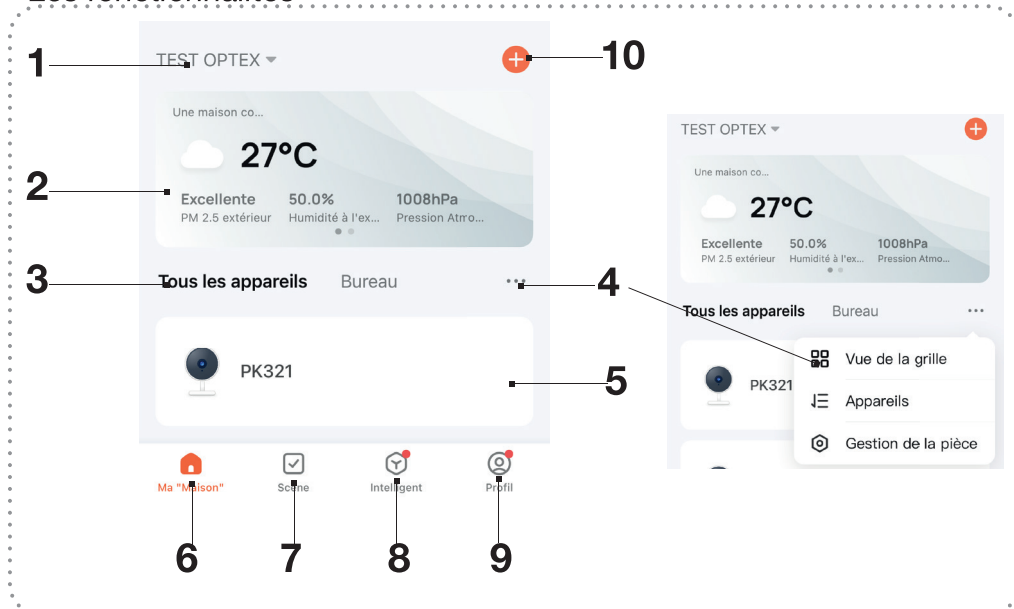 Les fonctionnalités
1
TEST OPTEX
10
Une maison co...
27°C
2
Excellente 50.0% 1008hPa
PM 2.5 extérieur Humidité à l'ex... Pression Atmo...
3
Tous les appareils Bureau
4
PK321
5
Ma "Maison" Scène Intelligent Profil
6 7 8 9
TEST OPTEX
Une maison co...
27°C
Excellente 50.0% 1008hPa
PM 2.5 extérieur Humidité à l'ex... Pression Atmo...
Tous les appareils Bureau
PK321
Vue de la grille
Appareils
Gestion de la pièce